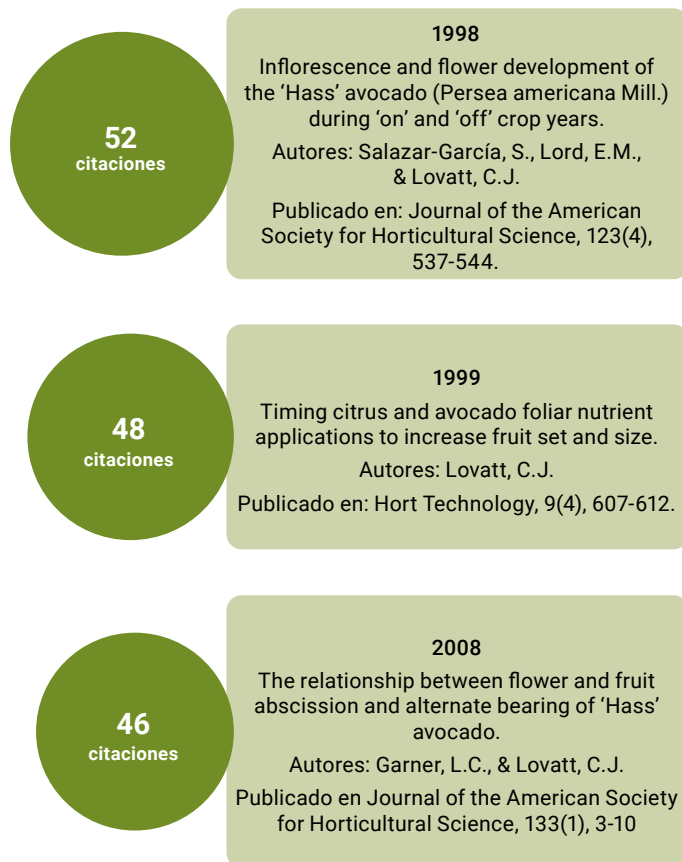 52
citaciones
1998
Inflorescence and flower development of
the ‘Hass’ avocado (Persea americana Mill.)
during ‘on’ and ‘off’ crop years.
Autores: Salazar-García, S., Lord, E.M.,
& Lovatt, C.J.
Publicado en: Journal of the American
Society for Horticultural Science, 123(4),
537-544.
48
citaciones
1999
Timing citrus and avocado foliar nutrient
applications to increase fruit set and size.
Autores: Lovatt, C.J.
Publicado en: Hort Technology, 9(4), 607-612.
46
citaciones
2008
The relationship between flower and fruit
abscission and alternate bearing of ‘Hass’
avocado.
Autores: Garner, L.C., & Lovatt, C.J.
Publicado en Journal of the American Society
for Horticultural Science, 133(1), 3-10